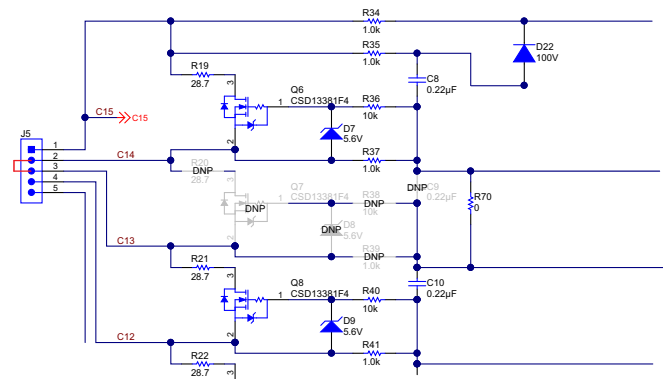 R34
1.0k
R35
1.0k
D22
100V
R19
28.7
3
Q6
CSD13381F4
1
2
C8
0.22µF
R36
10k
D7
5.6V
R37
1.0k
C15
C15
J5
1
2
3
4
5
C14
R20
DNP
28.7
3
Q7
CSD13381F4
1
2
DNP
R38
DNP
10k
DNP
C9
0.22µF
D8
DNP
5.6V
R39
DNP
1.0k
R70
0
C13
R21
28.7
3
Q8
CSD13381F4
1
2
C10
0.22µF
R40
10k
D9
5.6V
R41
1.0k
C12
R22
28.7
3